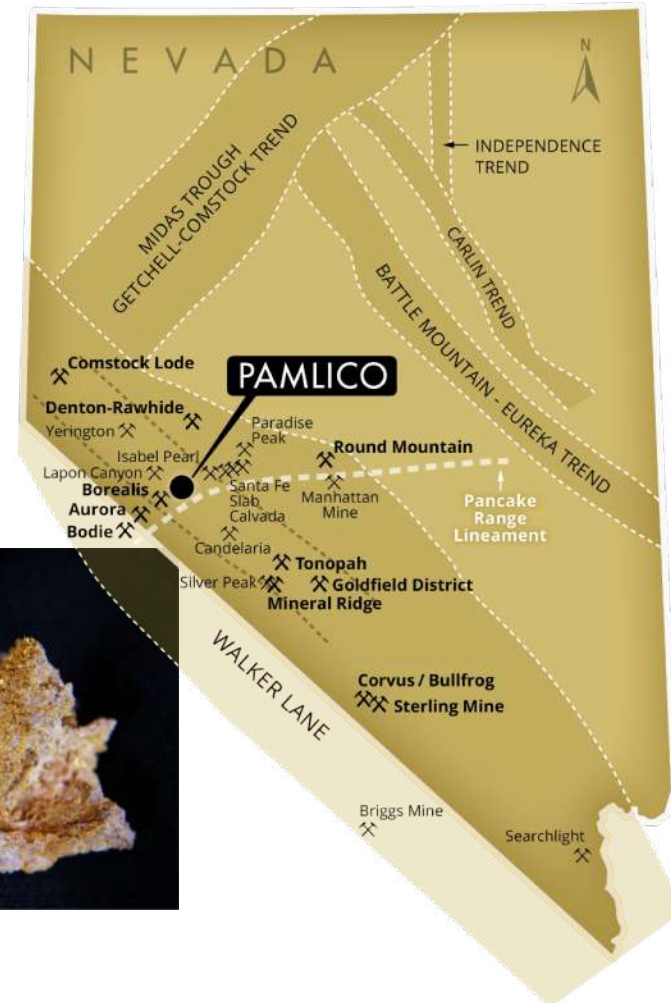 NEVADA
N
INDEPENDENCE
TREND
MIDAS TROUGH
GETCHELL-COMSTOCK TREND
CARLIN TREND
BATTLE MOUNTAIN - EUREKA TREND
Comstock Lode
PAMLICO
Denton-Rawhide
Yerington
Paradise
Peak
Isabel Pearl
Round Mountain
Lapon Canyon
Borealis
Santa Fe
Slab
Calvada
Manhattan
Mine
Pancake
Range
Lineament
Aurora
Bodie
Candelaria
Tonopah
Silver Peak
Goldfield District
Mineral Ridge
WALKER LANE
Corvus / Bullfrog
Sterling Mine
Briggs Mine
Searchlight